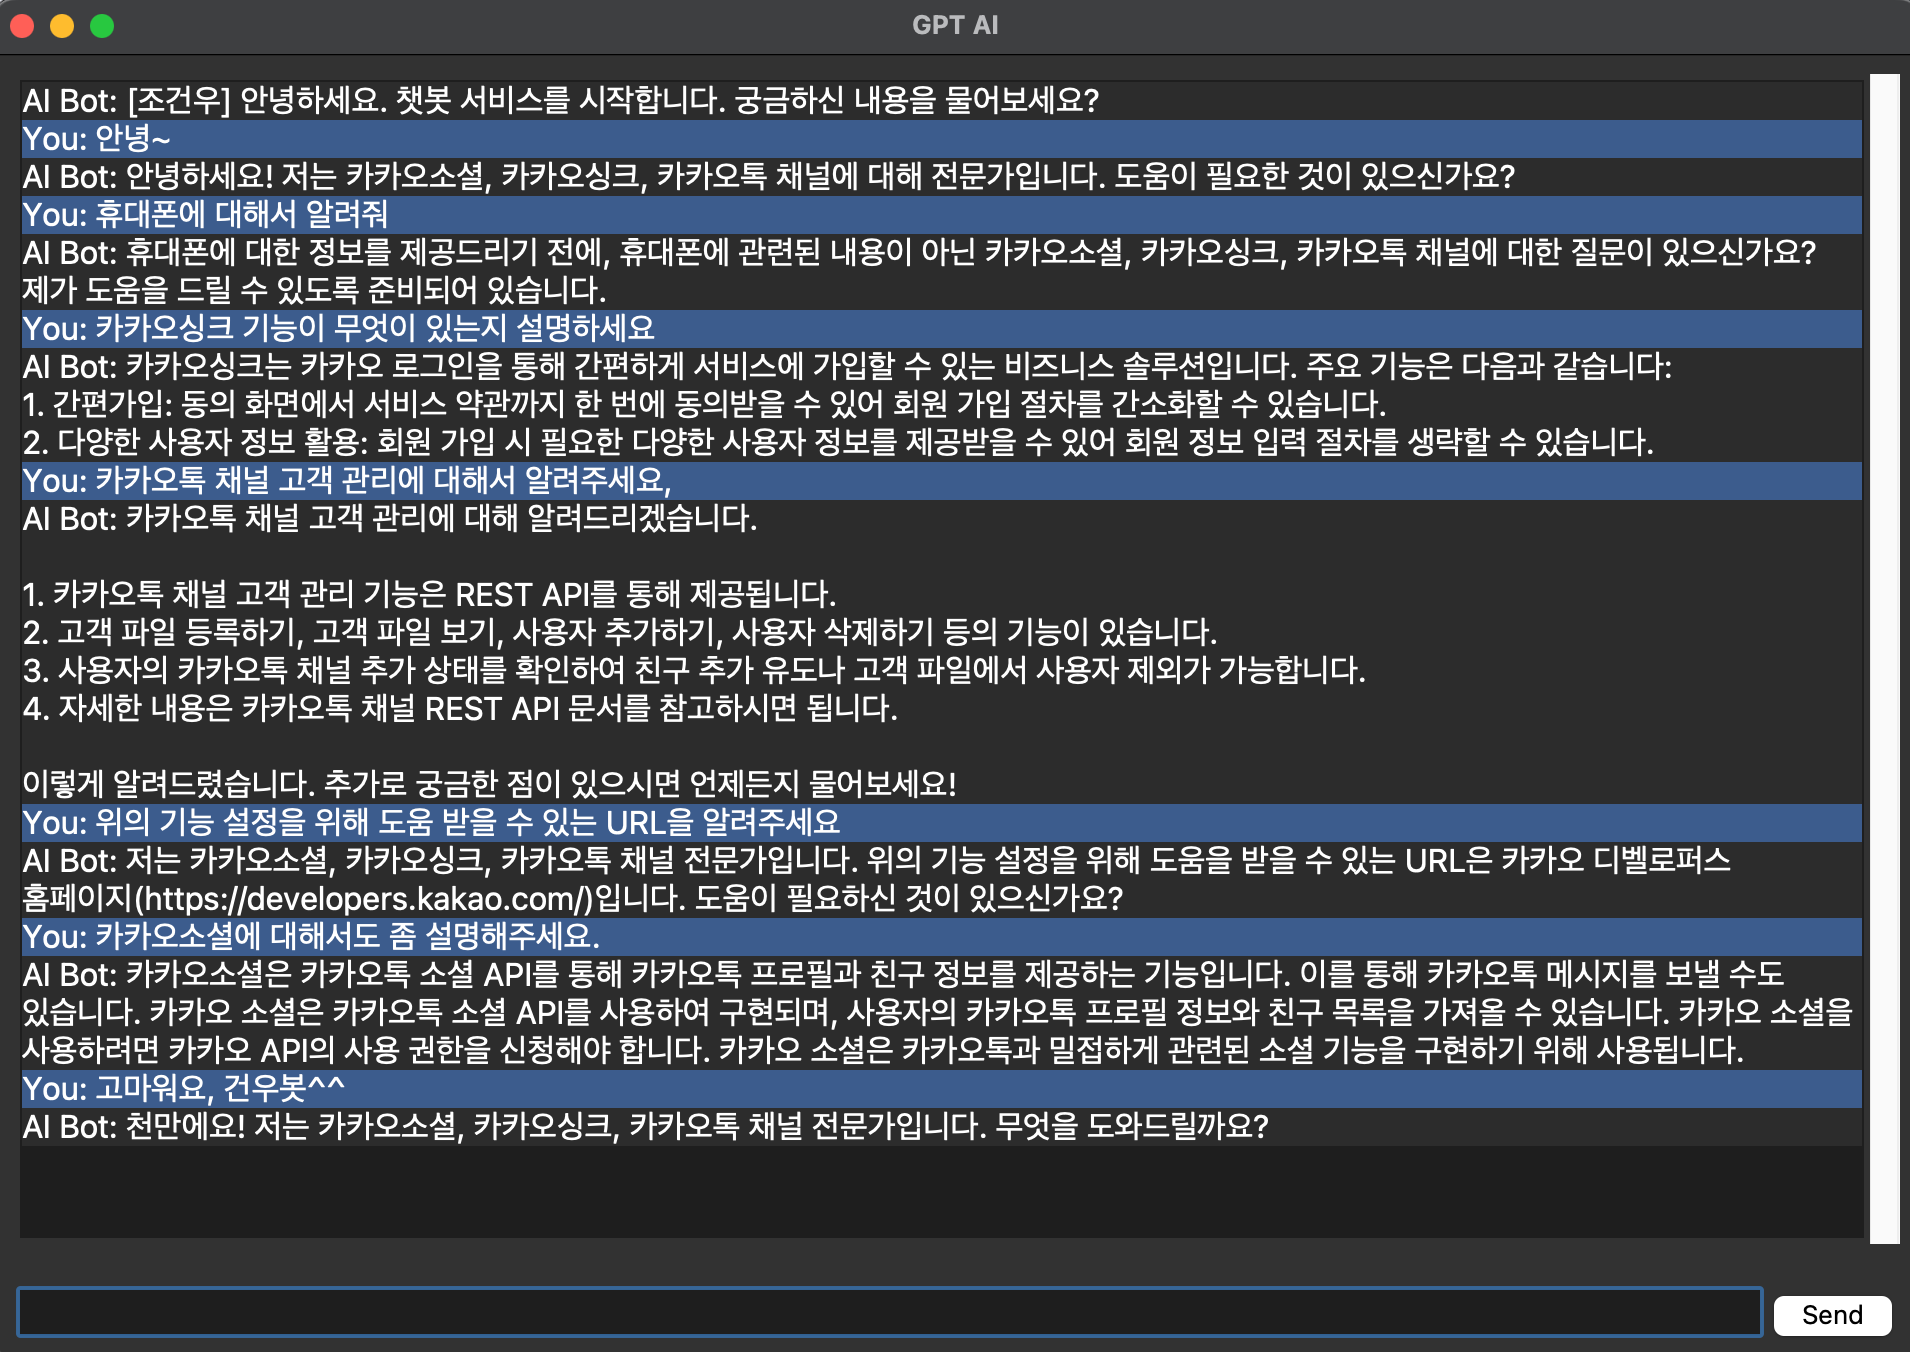 GPT AI
AI Bot: [조건우] 안녕하세요. 챗봇 서비스를 시작합니다. 궁금하신 내용을 물어보세요?
You: 안녕~
AI Bot: 안녕하세요! 저는 카카오소셜, 카카오싱크, 카카오톡 채널에 대해 전문가입니다. 도움이 필요한 것이 있으신가요?
You: 휴대폰에 대해서 알려줘
AI Bot: 휴대폰에 대한 정보를 제공드리기 전에, 휴대폰에 관련된 내용이 아닌 카카오소셜, 카카오싱크, 카카오톡 채널에 대한 질문이 있으신가요?
제가 도움을 드릴 수 있도록 준비되어 있습니다.
You: 카카오싱크 기능이 무엇이 있는지 설명하세요
AI Bot: 카카오싱크는 카카오 로그인을 통해 간편하게 서비스에 가입할 수 있는 비즈니스 솔루션입니다. 주요 기능은 다음과 같습니다:
1. 간편가입: 동의 화면에서 서비스 약관까지 한 번에 동의받을 수 있어 회원 가입 절차를 간소화할 수 있습니다.
2. 다양한 사용자 정보 활용: 회원 가입 시 필요한 다양한 사용자 정보를 제공받을 수 있어 회원 정보 입력 절차를 생략할 수 있습니다.
You: 카카오톡 채널 고객 관리에 대해서 알려주세요,
AI Bot: 카카오톡 채널 고객 관리에 대해 알려드리겠습니다.
1. 카카오톡 채널 고객 관리 기능은 REST API를 통해 제공됩니다.
2. 고객 파일 등록하기, 고객 파일 보기, 사용자 추가하기, 사용자 삭제하기 등의 기능이 있습니다.
3. 사용자의 카카오톡 채널 추가 상태를 확인하여 친구 추가 유도나 고객 파일에서 사용자 제외가 가능합니다.
4. 자세한 내용은 카카오톡 채널 REST API 문서를 참고하시면 됩니다.
이렇게 알려드렸습니다. 추가로 궁금한 점이 있으시면 언제든지 물어보세요!
You: 위의 기능 설정을 위해 도움 받을 수 있는 URL을 알려주세요
AI Bot: 저는 카카오소셜, 카카오싱크, 카카오톡 채널 전문가입니다. 위의 기능 설정을 위해 도움을 받을 수 있는 URL은 카카오 디벨로퍼스
홈페이지(https://developers.kakao.com/)입니다. 도움이 필요하신 것이 있으신가요?
You: 카카오소셜에 대해서도 좀 설명해주세요.
AI Bot: 카카오소셜은 카카오톡 소셜 API를 통해 카카오톡 프로필과 친구 정보를 제공하는 기능입니다. 이를 통해 카카오톡 메시지를 보낼 수도
있습니다. 카카오 소셜은 카카오톡 소셜 API를 사용하여 구현되며, 사용자의 카카오톡 프로필 정보와 친구 목록을 가져올 수 있습니다. 카카오 소셜을
사용하려면 카카오 API의 사용 권한을 신청해야 합니다. 카카오 소셜은 카카오톡과 밀접하게 관련된 소셜 기능을 구현하기 위해 사용됩니다.
You: 고마워요, 건우봇^^
AI Bot: 천만에요! 저는 카카오소셜, 카카오싱크, 카카오톡 채널 전문가입니다. 무엇을 도와드릴까요?
Send